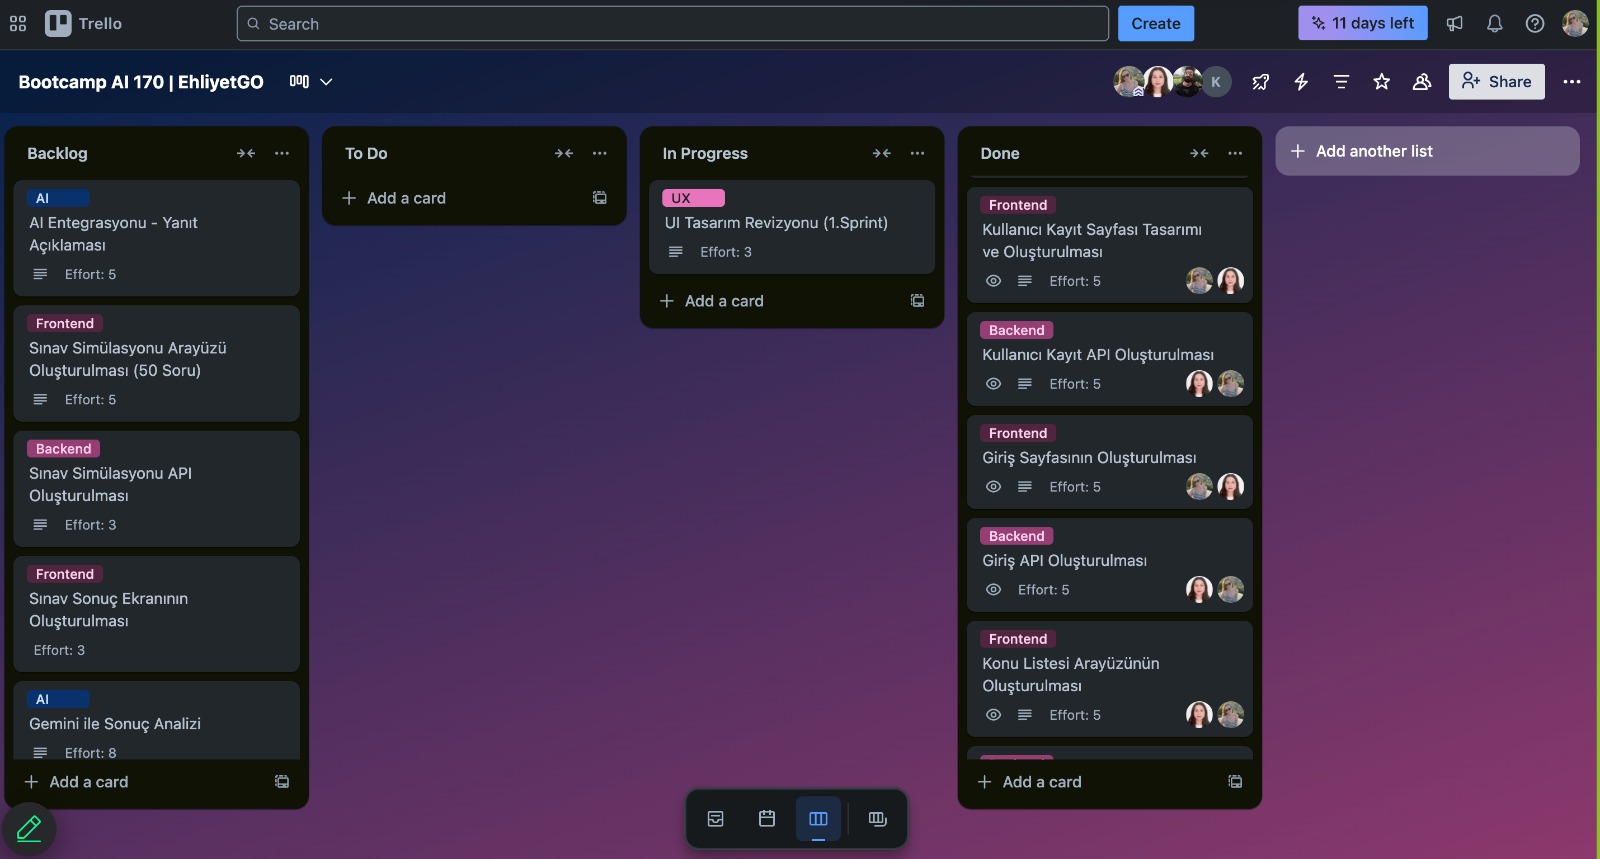 Trello
Search
Create
11 days left
Bootcamp AI 170 | EhliyetGO
K
Share
Backlog
AI
AI Entegrasyonu - Yanıt
Açıklaması
Effort: 5
Frontend
Sınav Simülasyonu Arayüzü
Oluşturulması (50 Soru)
Effort: 5
Backend
Sınav Simülasyonu API
Oluşturulması
Effort: 3
Frontend
Sınav Sonuç Ekranının
Oluşturulması
Effort: 3
AI
Gemini ile Sonuç Analizi
Effort: 8
Add a card
To Do
Add a card
In Progress
UX
UI Tasarım Revizyonu (1.Sprint)
Effort: 3
Add a card
Done
Frontend
Kullanıcı Kayıt Sayfası Tasarımı
ve Oluşturulması
Effort: 5
Backend
Kullanıcı Kayıt API Oluşturulması
Effort: 5
Frontend
Giriş Sayfasının Oluşturulması
Effort: 5
Backend
Giriş API Oluşturulması
Effort: 5
Frontend
Konu Listesi Arayüzünün
Oluşturulması
Effort: 5
Add a card
Add another list